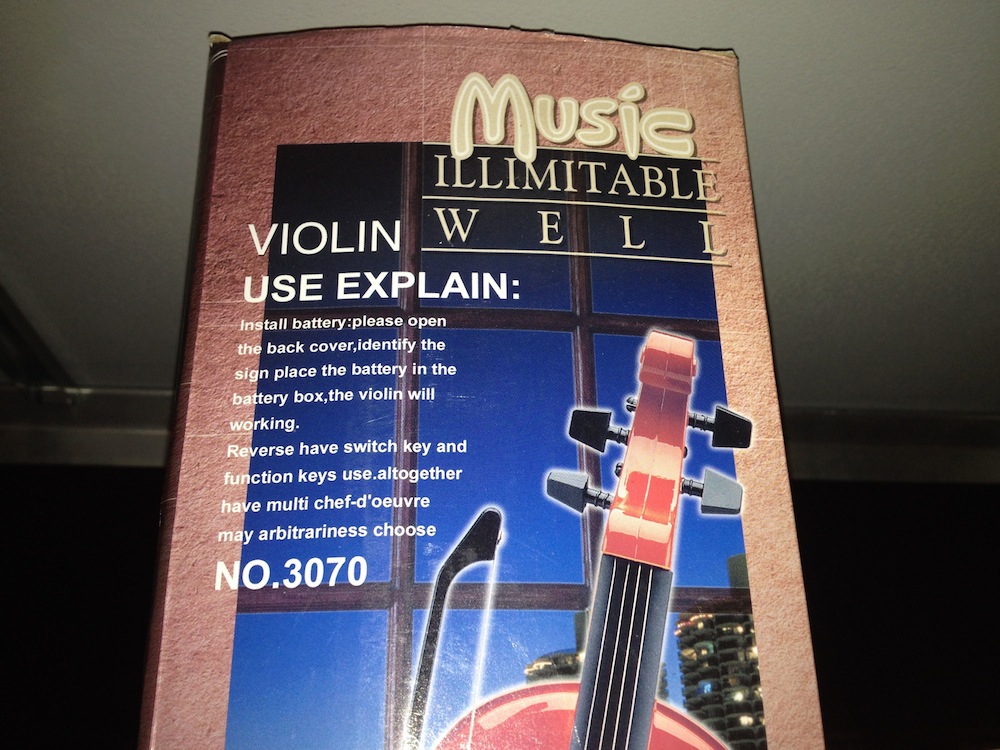 Music
ILLIMITABLE
WELL
VIOLIN
USE EXPLAIN:
Install battery:please open
the back cover,identify the
sign place the battery in the
battery box,the violin will
working.
Reverse have switch key and
function keys use.altogether
have multi chef-d'oeuvre
may arbitrariness choose
NO.3070